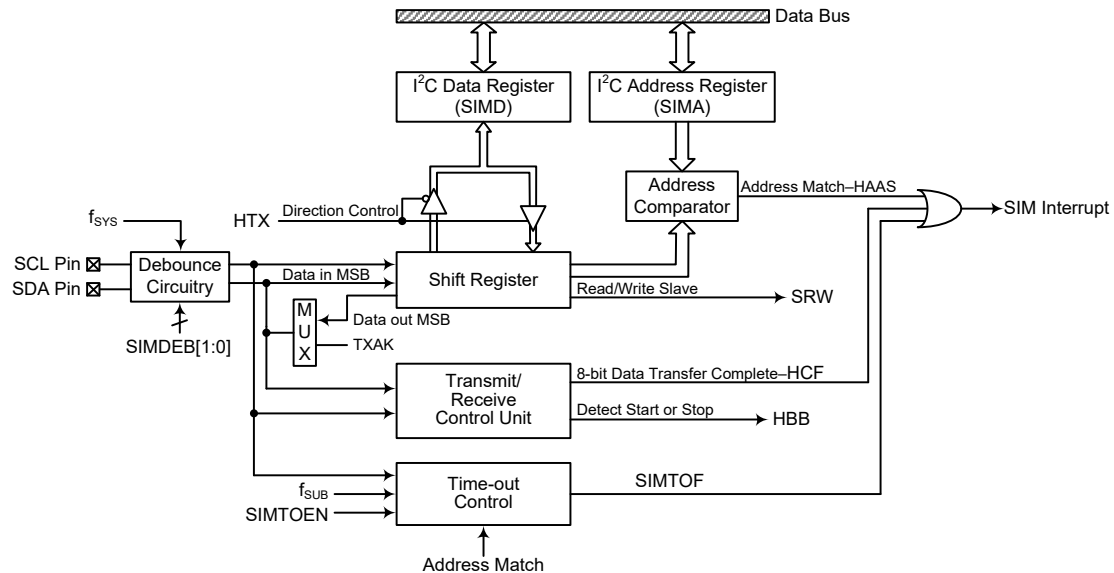 Data Bus
I²C Data Register
(SIMD)
I²C Address Register
(SIMA)
Address
Comparator
Address Match–HAAS
SIM Interrupt
HTX
Direction Control
fSYS
SCL Pin
SDA Pin
Debounce
Circuitry
SIMDEB[1:0]
Data in MSB
Shift Register
Read/Write Slave
SRW
MUX
Data out MSB
TXAK
Transmit/
Receive
Control Unit
8-bit Data Transfer Complete–HCF
Detect Start or Stop
HBB
fSUB
SIMTOEN
Time-out
Control
SIMTOF
Address Match